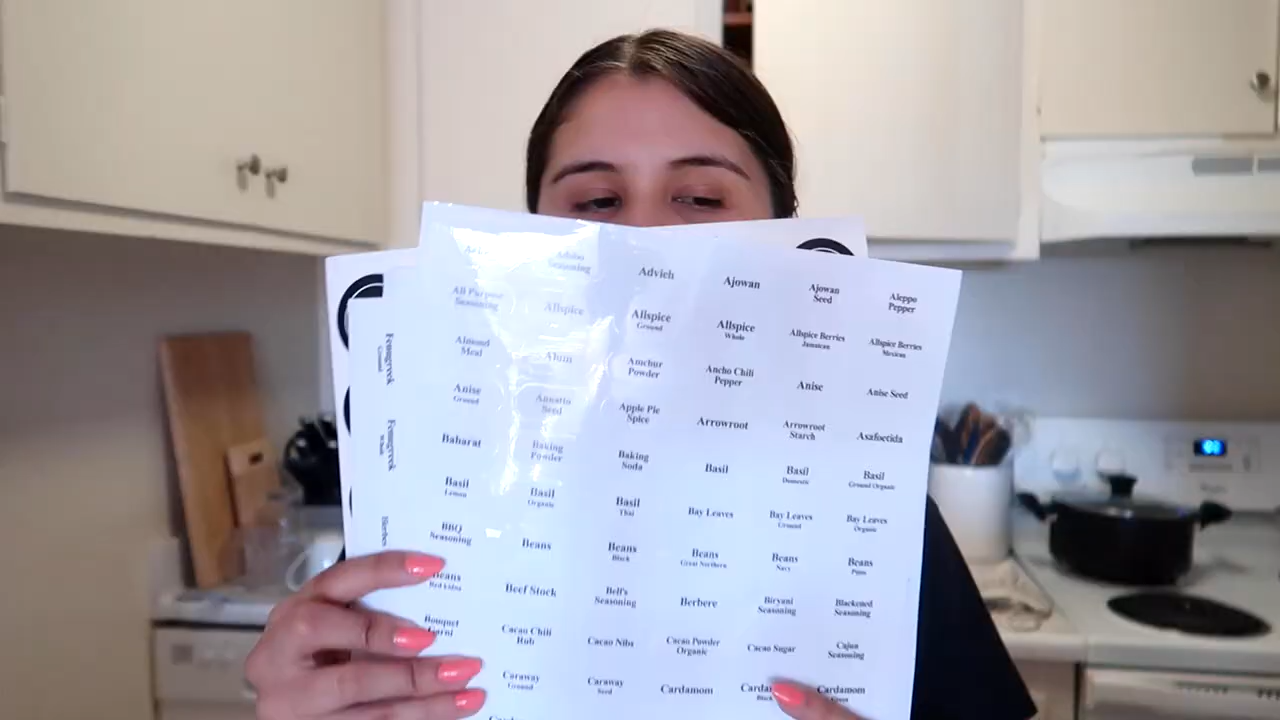 Adobo Seasoning
Advieh
Ajowan
Ajowan Seed
Aleppo Pepper
All Purpose Seasoning
Allspice
Allspice Ground
Allspice Whole
Allspice Berries Jamaican
Allspice Berries Mexican
Almond Meal
Alum
Amchur Powder
Ancho Chili Pepper
Anise
Anise Seed
Anise Ground
Annatto Seed
Apple Pie Spice
Arrowroot
Arrowroot Starch
Asafoetida
Baharat
Baking Powder
Baking Soda
Basil
Basil Domestic
Basil Ground Organic
Basil Lemon
Basil Organic
Basil Thai
Bay Leaves
Bay Leaves Ground
Bay Leaves Organic
BBQ Seasoning
Beans
Beans Black
Beans Great Northern
Beans Navy
Beans Pinto
Beans Red Kidney
Beef Stock
Bell's Seasoning
Berbere
Biryani Seasoning
Blackened Seasoning
Bouquet Garni
Cacao Chili Rub
Cacao Nibs
Cacao Powder Organic
Cacao Sugar
Cajun Seasoning
Caraway Ground
Caraway Seed
Cardamom
Black
Cardamom Green
Fenugreek Ground
Fenugreek Whole